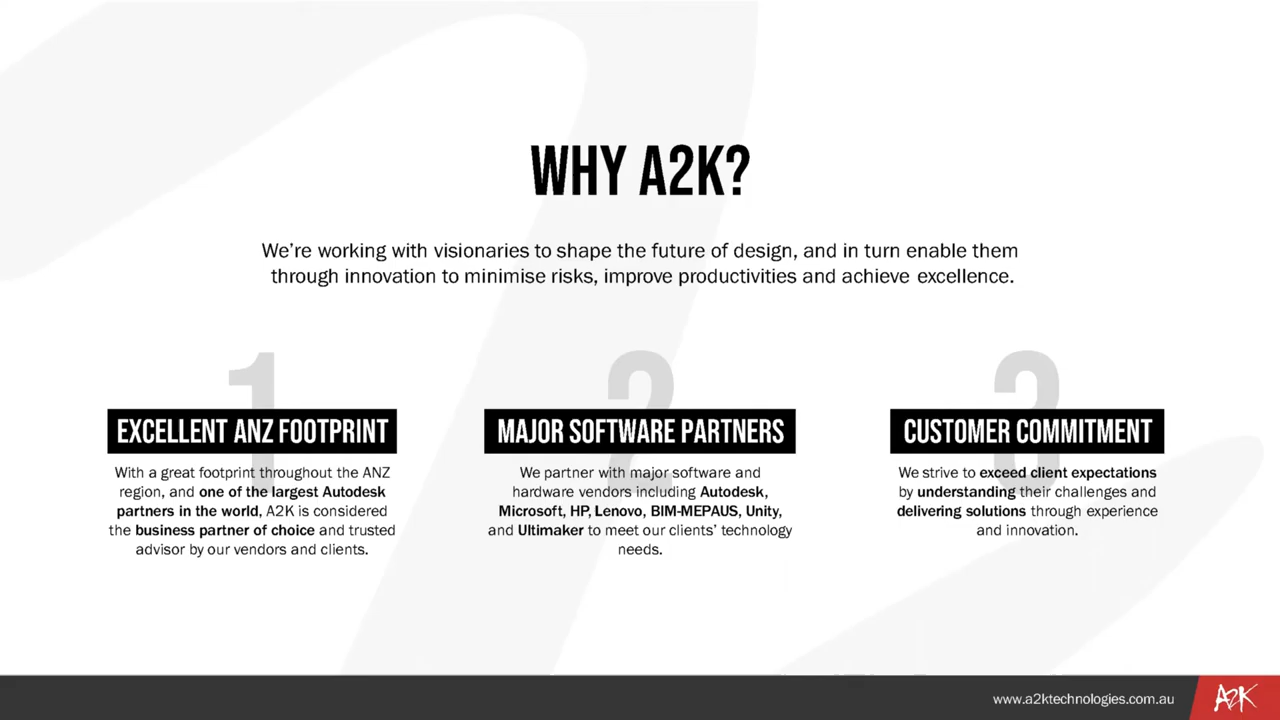 WHY A2K?
We’re working with visionaries to shape the future of design, and in turn enable them
through innovation to minimise risks, improve productivities and achieve excellence.
1
EXCELLENT ANZ FOOTPRINT
With a great footprint throughout the ANZ
region, and one of the largest Autodesk
partners in the world, A2K is considered
the business partner of choice and trusted
advisor by our vendors and clients.
2
MAJOR SOFTWARE PARTNERS
We partner with major software and
hardware vendors including Autodesk,
Microsoft, HP, Lenovo, BIM-MEPAUS, Unity,
and Ultimaker to meet our clients’ technology
needs.
3
CUSTOMER COMMITMENT
We strive to exceed client expectations
by understanding their challenges and
delivering solutions through experience
and innovation.
www.a2ktechnologies.com.au
A2K